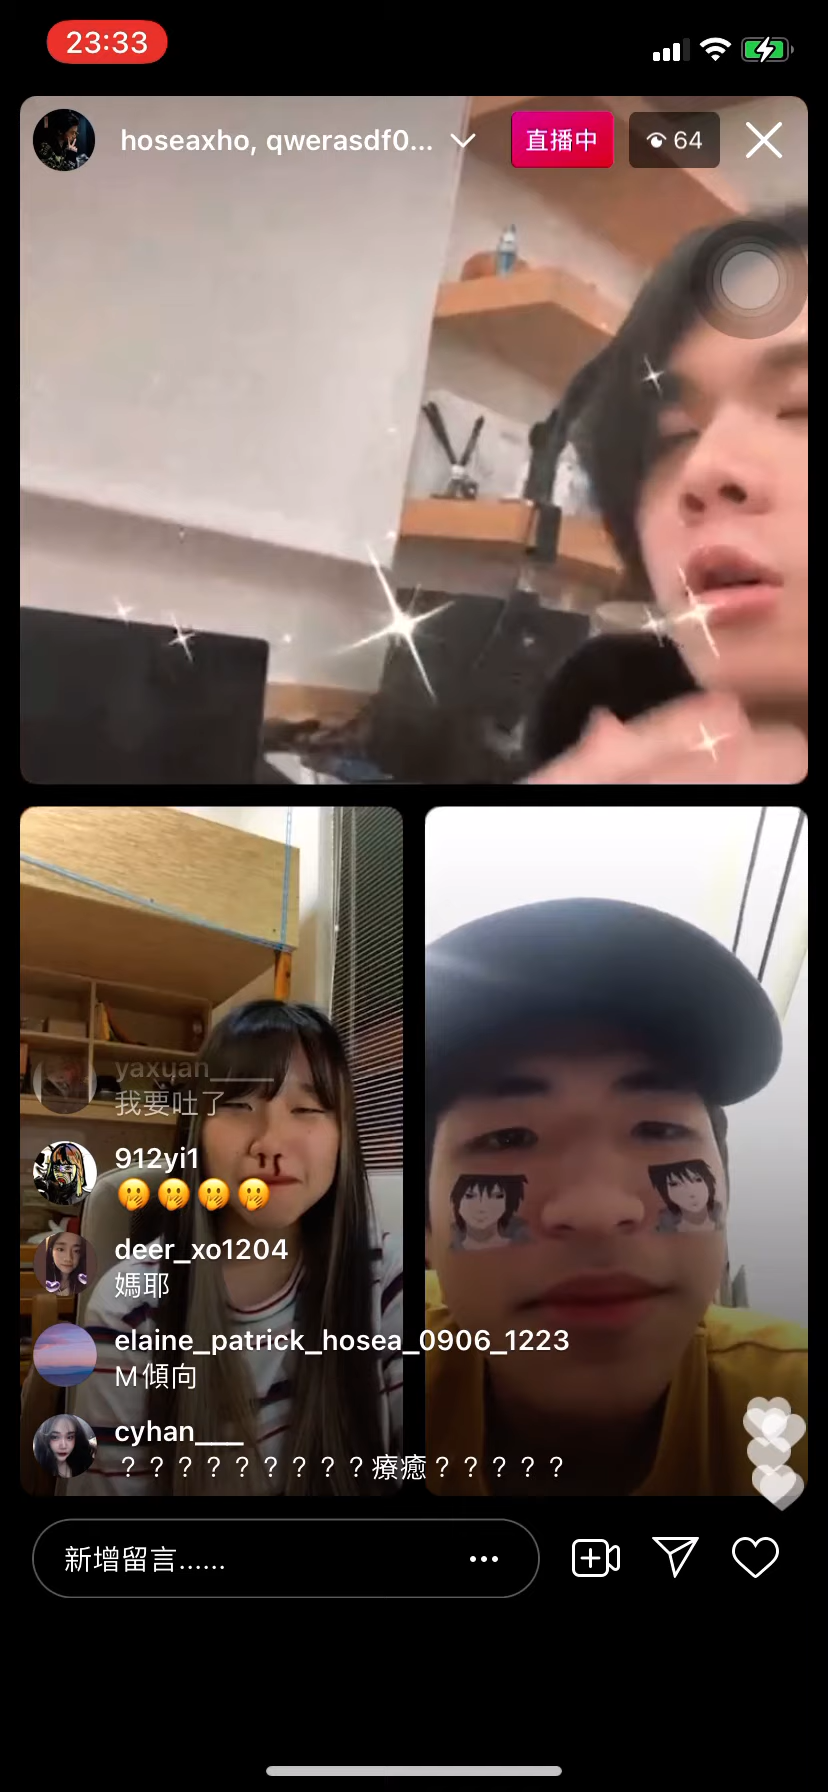 23:33
hoseaxho, qwerasdf0...
直播中
64
yaxuan____
我要吐了
912yi1
🤭🤭🤭🤭
deer_xo1204
媽耶
elaine_patrick_hosea_0906_1223
M傾向
cyhan___
？？？？？？？？？療癒？？？？？
新增留言......